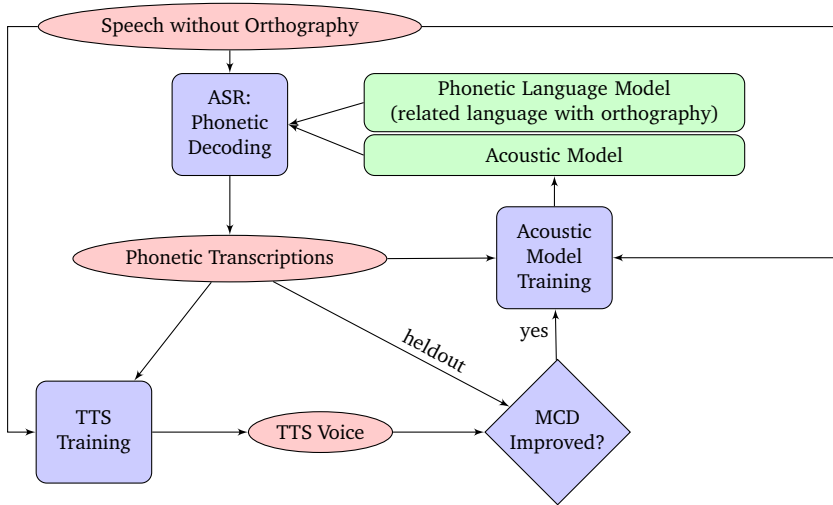 Speech without Orthography
ASR:
Phonetic
Decoding
Phonetic Language Model
(related language with orthography)
Acoustic Model
Phonetic Transcriptions
Acoustic
Model
Training
heldout
yes
TTS
Training
TTS Voice
MCD
Improved?